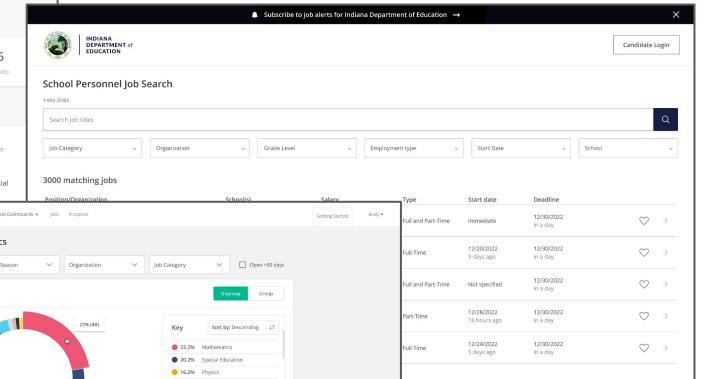 Subscribe to job alerts for Indiana Department of Education →
INDIANA
DEPARTMENT of
EDUCATION
Candidate Login
School Personnel Job Search
1400 JOBS
Search job titles
Job Category
Organization
Grade Level
Employment type
Start Date
School
3000 matching jobs
Position/Organization School(s) Salary Type Start date Deadline
Full and Part-Time Immediate 12/30/2022
in a day
Full-Time 12/20/2022 12/30/2022
9 days ago in a day
Full and Part-Time Not specified 12/30/2022
in a day
Part-Time 12/28/2022 12/30/2022
16 hours ago in a day
Full-Time 12/24/2022 12/30/2022
5 days ago in a day
Dashboards Jobs Prospects Getting Started Molly
Season Organization Job Category Open >90 days
Ungroup Group
22% (88)
Key Sort by: Descending
22.2% Mathematics
20.2% Special Education
16.2% Physics